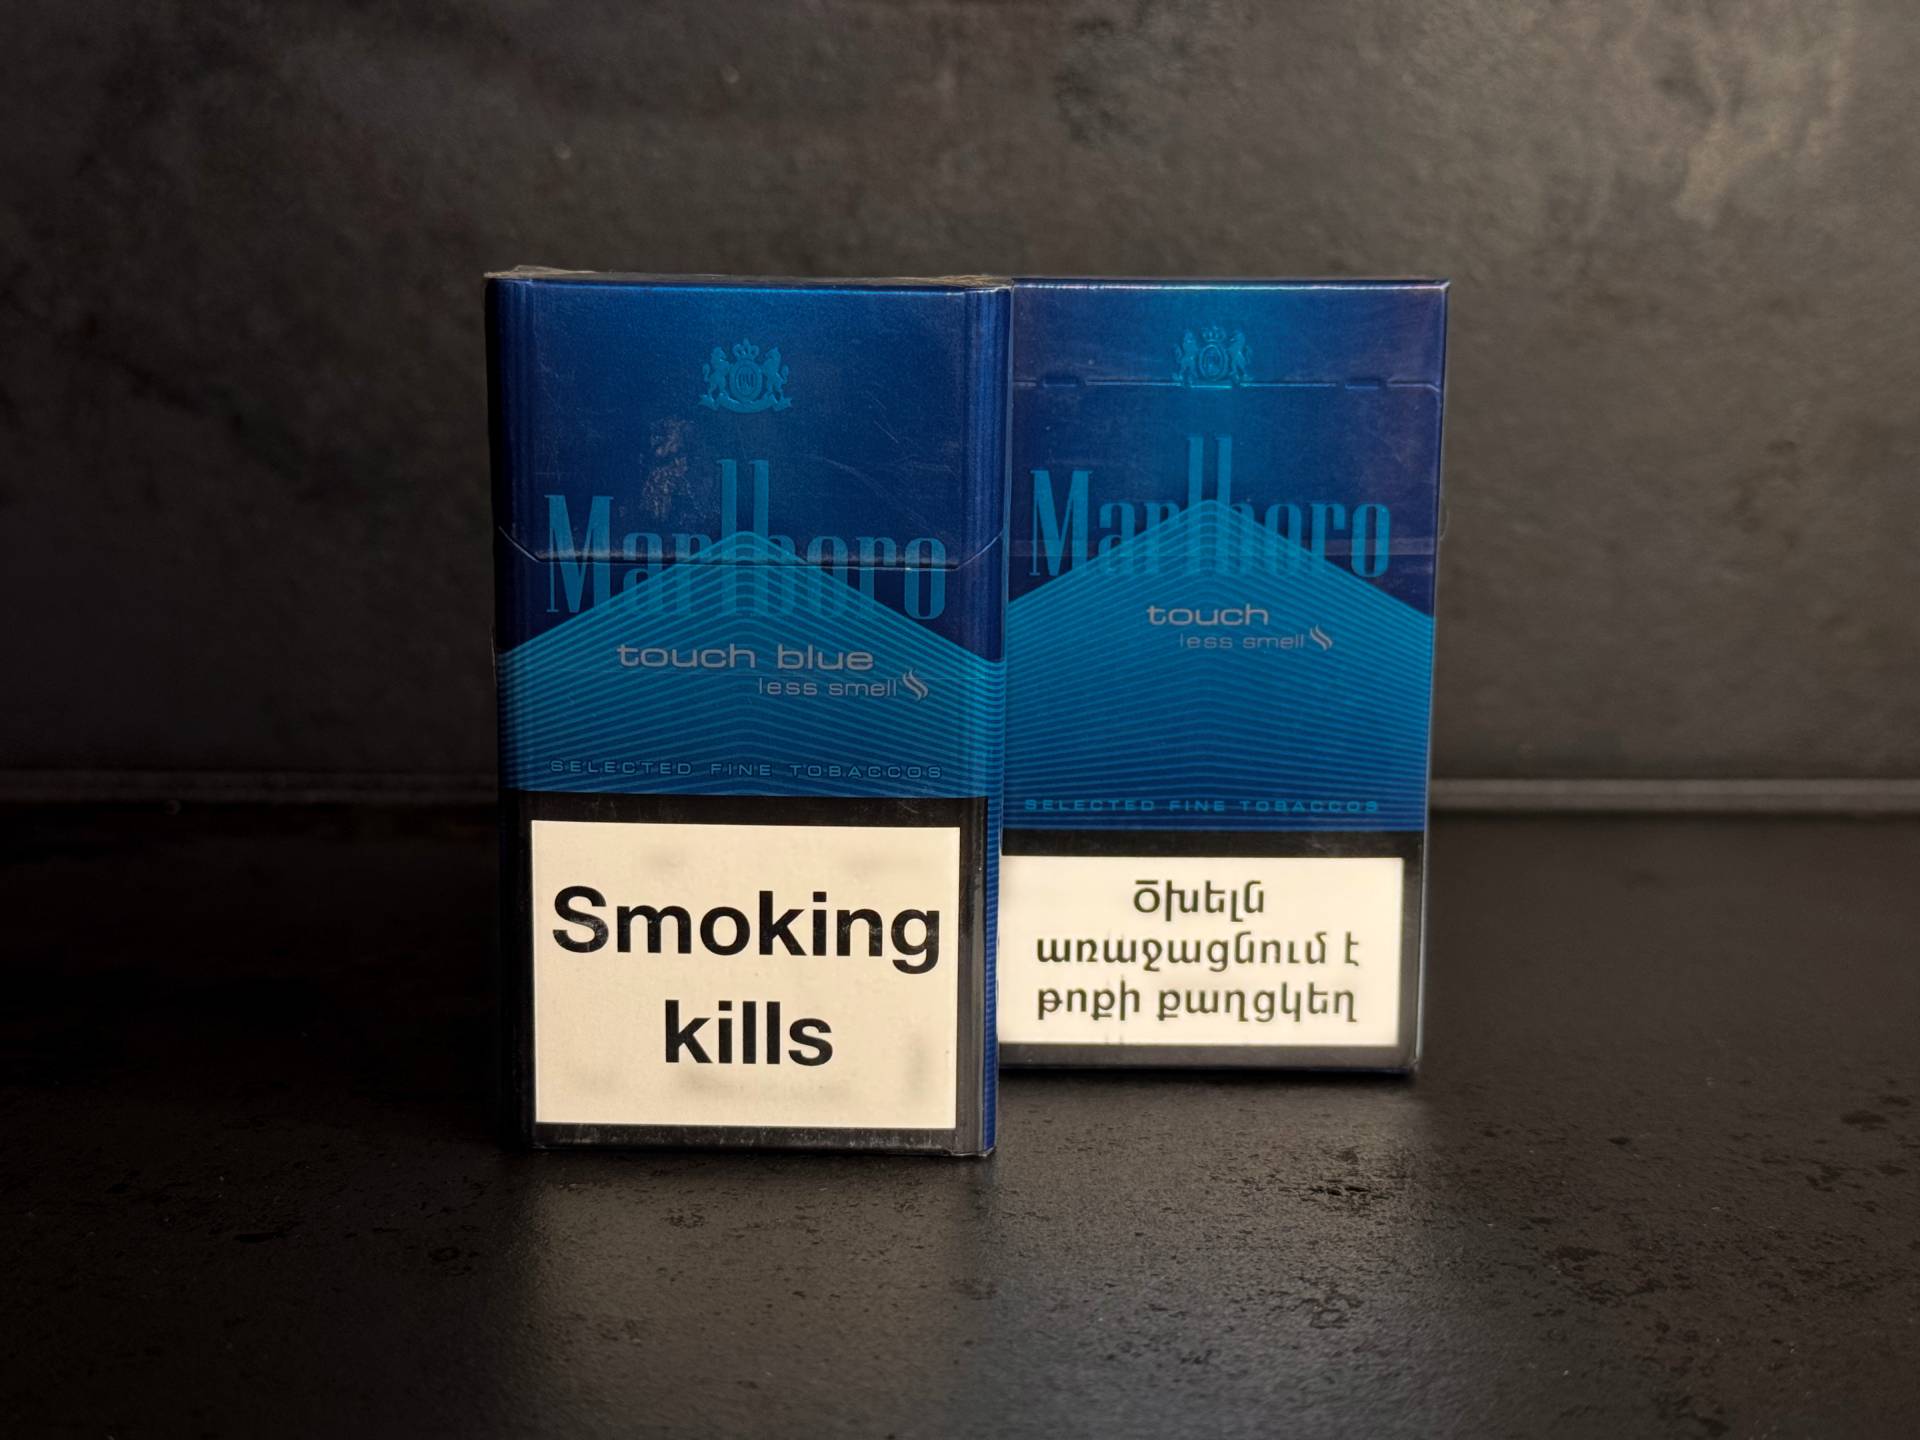 Marlboro
touch blue
less smell
SELECTED FINE TOBACCOS
Smoking
kills
Marlboro
touch
less smell
SELECTED FINE TOBACCOS
Ծխելն
առաջացնում է
թոքի քաղցկեղ